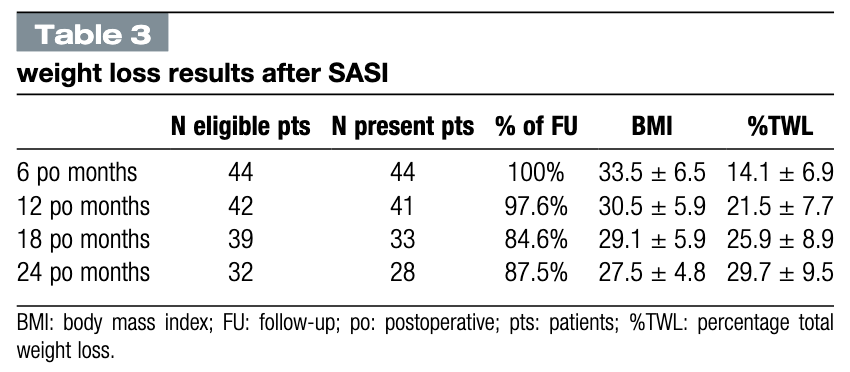 Table 3
weight loss results after SASI
N eligible pts N present pts % of FU BMI %TWL
6 po months 44 44 100% 33.5 ± 6.5 14.1 ± 6.9
12 po months 42 41 97.6% 30.5 ± 5.9 21.5 ± 7.7
18 po months 39 33 84.6% 29.1 ± 5.9 25.9 ± 8.9
24 po months 32 28 87.5% 27.5 ± 4.8 29.7 ± 9.5
BMI: body mass index; FU: follow-up; po: postoperative; pts: patients; %TWL: percentage total
weight loss.